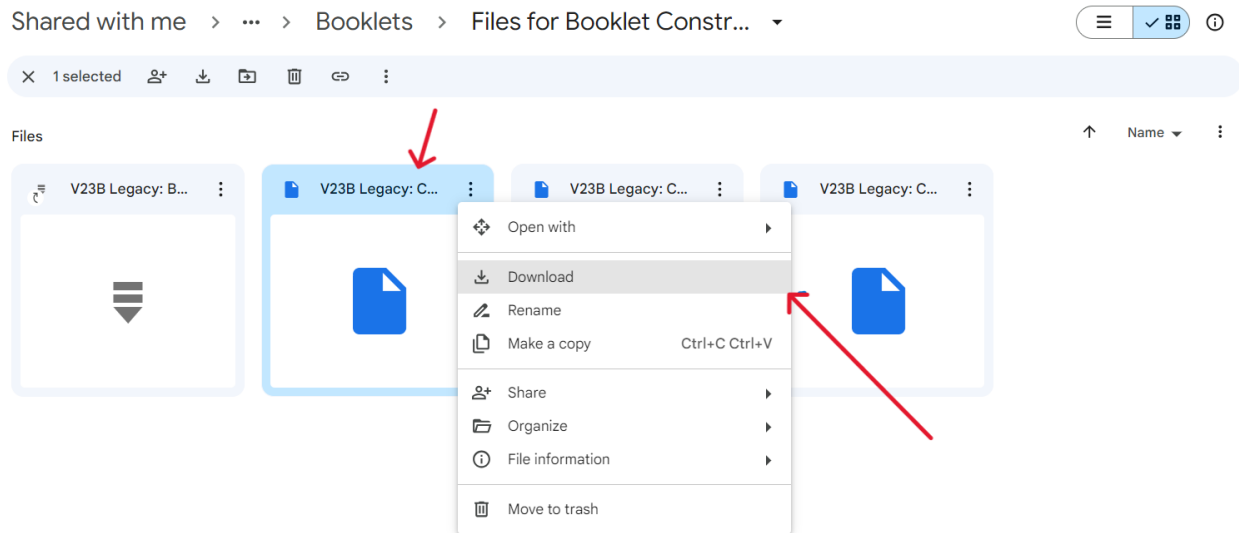 Shared with me > ... > Booklets > Files for Booklet Constr...
1 selected
Files
Name
V23B Legacy: B...
V23B Legacy: C...
V23B Legacy: C...
V23B Legacy: C...
Open with
Download
Rename
Make a copy Ctrl+C Ctrl+V
Share
Organize
File information
Move to trash